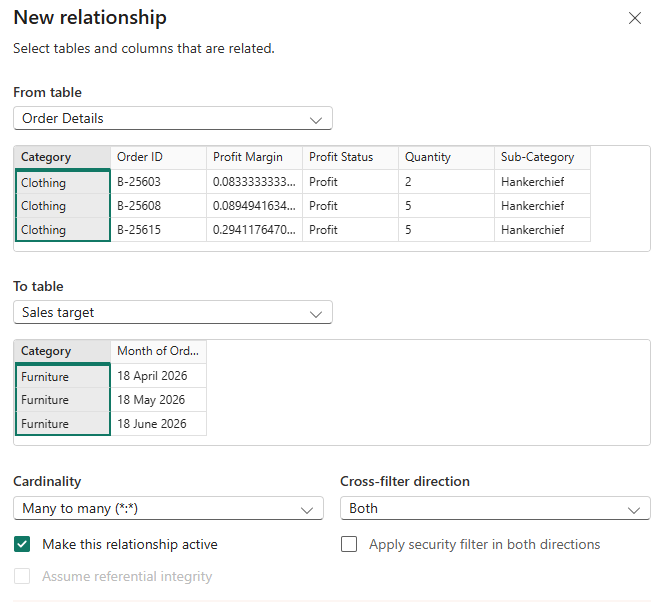 New relationship
Select tables and columns that are related.
From table
Order Details
Category Order ID Profit Margin Profit Status Quantity Sub-Category
Clothing B-25603 0.0833333333... Profit 2 Hankerchief
Clothing B-25608 0.0894941634... Profit 5 Hankerchief
Clothing B-25615 0.2941176470... Profit 5 Hankerchief
To table
Sales target
Category Month of Ord...
Furniture 18 April 2026
Furniture 18 May 2026
Furniture 18 June 2026
Cardinality Cross-filter direction
Many to many (*:*) Both
Make this relationship active Apply security filter in both directions
Assume referential integrity